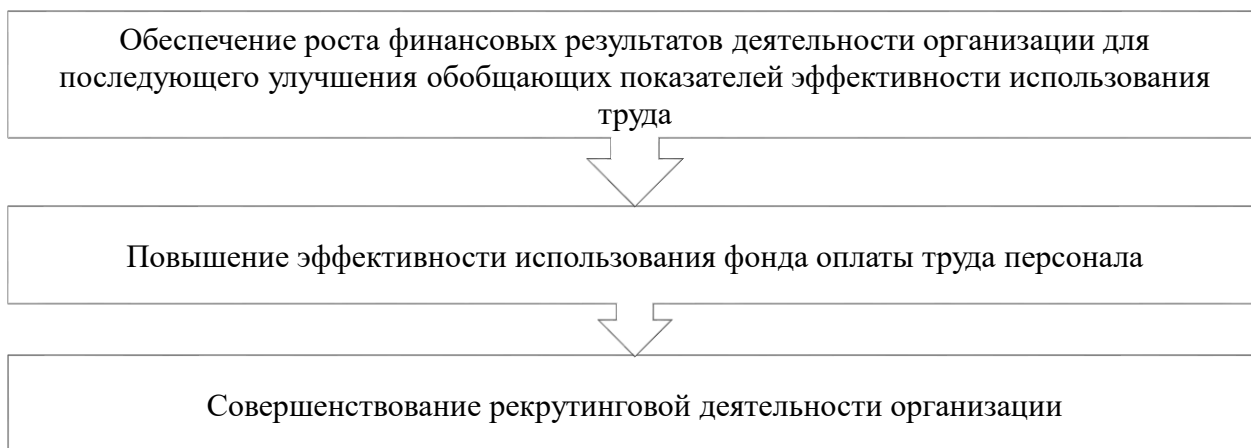 Обеспечение роста финансовых результатов деятельности организации для
последующего улучшения обобщающих показателей эффективности использования
труда
Повышение эффективности использования фонда оплаты труда персонала
Совершенствование рекрутинговой деятельности организации